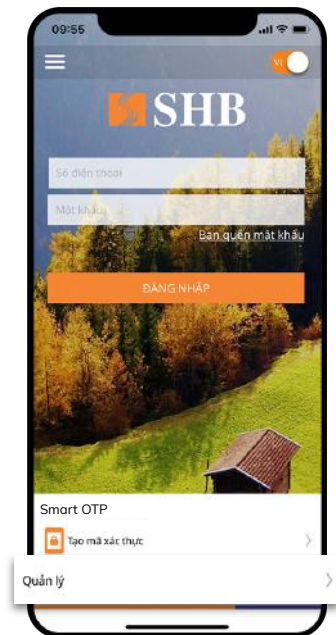 09:55
VI
SHB
Số điện thoại
Mật khẩu
Bạn quên mật khẩu
ĐĂNG NHẬP
Smart OTP
Tạo mã xác thực
Quản lý